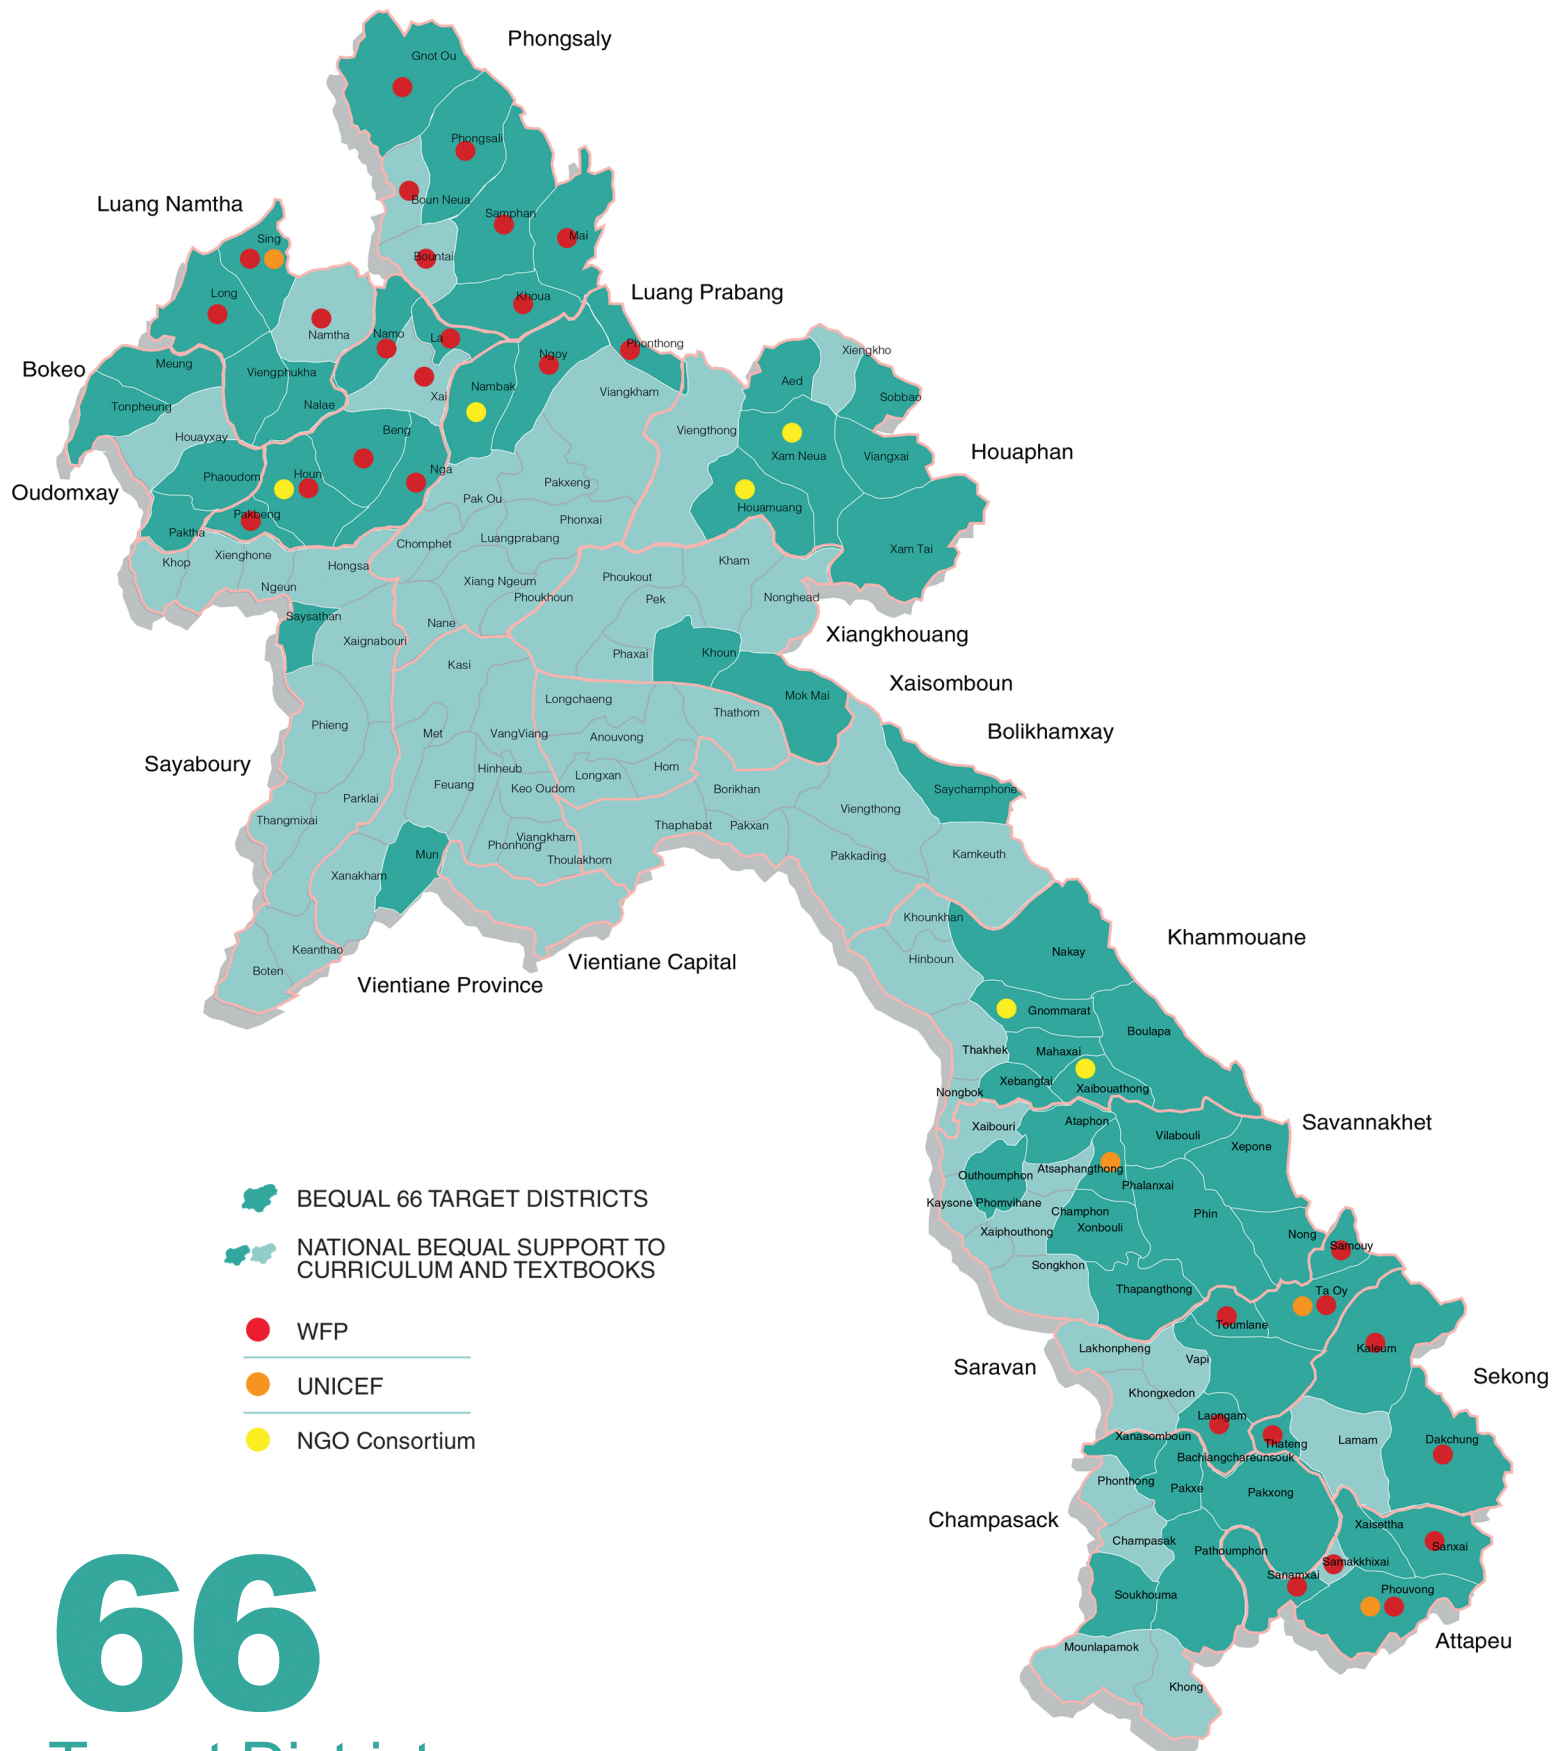 Phongsaly
Gnot Ou
Phongsali
Boun Neua
Samphan
Mai
Bountai
Khoua
Luang Namtha
Sing
Long
Namtha
Viengphukha
Nalae
Bokeo
Meung
Tonpheung
Houayxay
Phaoudom
Paktha
Oudomxay
Namo
La
Xai
Beng
Houn
Nga
Pakbeng
Luang Prabang
Phonthong
Ngoy
Nambak
Viangkham
Pakxeng
Pak Ou
Phonxai
Luangprabang
Chomphet
Xiang Ngeum
Phoukhoun
Nane
Houaphan
Xiengkho
Aed
Sobbao
Viengthong
Xam Neua
Viangxai
Houamuang
Xam Tai
Xiangkhouang
Kham
Phoukout
Pek
Nonghead
Phaxai
Khoun
Mok Mai
Sayaboury
Khop
Xienghone
Ngeun
Hongsa
Saysathan
Xaignabouri
Phieng
Parklai
Thangmixai
Keanthao
Boten
Xaisomboun
Longchaeng
Thathom
Anouvong
Hom
Longxan
Vientiane Province
Kasi
Met
VangViang
Hinheub
Feuang
Keo Oudom
Viangkham
Phonhong
Thoulakhom
Mun
Xanakham
Vientiane Capital
Bolikhamxay
Saychamphone
Borikhan
Viengthong
Thaphabat
Pakxan
Pakkading
Kamkeuth
Khammouane
Khounkhan
Hinboun
Nakay
Gnommarat
Boulapa
Thakhek
Mahaxai
Xebangfai
Xaibouathong
Nongbok
Savannakhet
Xaibouri
Ataphon
Vilabouli
Xepone
Outhoumphon
Atsaphangthong
Phalanxai
Kaysone Phomvihane
Champhon
Xonbouli
Phin
Xaiphouthong
Nong
Songkhon
Thapangthong
Saravan
Samouy
Ta Oy
Toumlane
Lakhonpheng
Vapi
Khongxedon
Laongam
Sekong
Kaleum
Lamam
Dakchung
Thateng
Champasack
Xanasomboun
Bachiangchareunsouk
Phonthong
Pakxe
Pakxong
Champasak
Pathoumphon
Soukhouma
Mounlapamok
Khong
Attapeu
Xaisettha
Sanxai
Samakkhixai
Sanamxai
Phouvong
BEQUAL 66 TARGET DISTRICTS
NATIONAL BEQUAL SUPPORT TO
CURRICULUM AND TEXTBOOKS
WFP
UNICEF
NGO Consortium
66